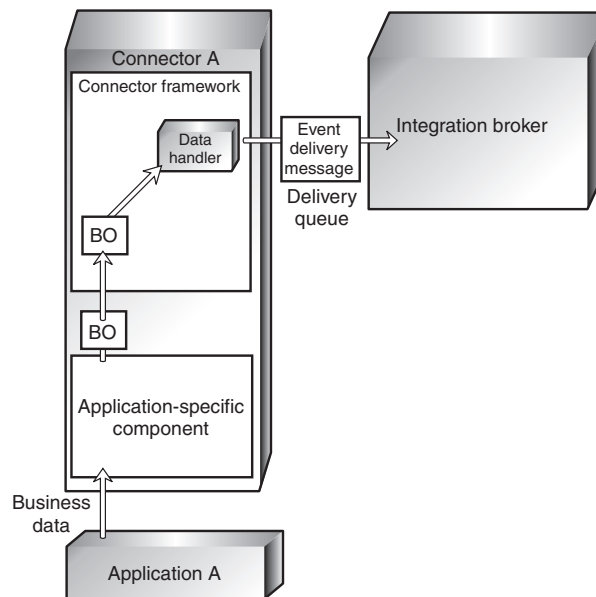 Connector A
Connector framework
Data
handler
Event
delivery
message
Delivery
queue
Integration broker
BO
BO
Application-specific
component
Business
data
Application A